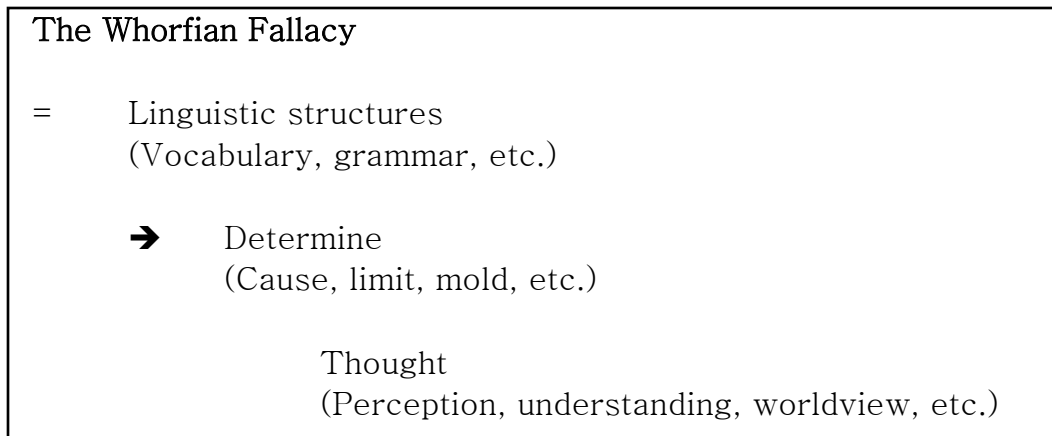 The Whorfian Fallacy
= Linguistic structures
(Vocabulary, grammar, etc.)
➔ Determine
(Cause, limit, mold, etc.)
Thought
(Perception, understanding, worldview, etc.)